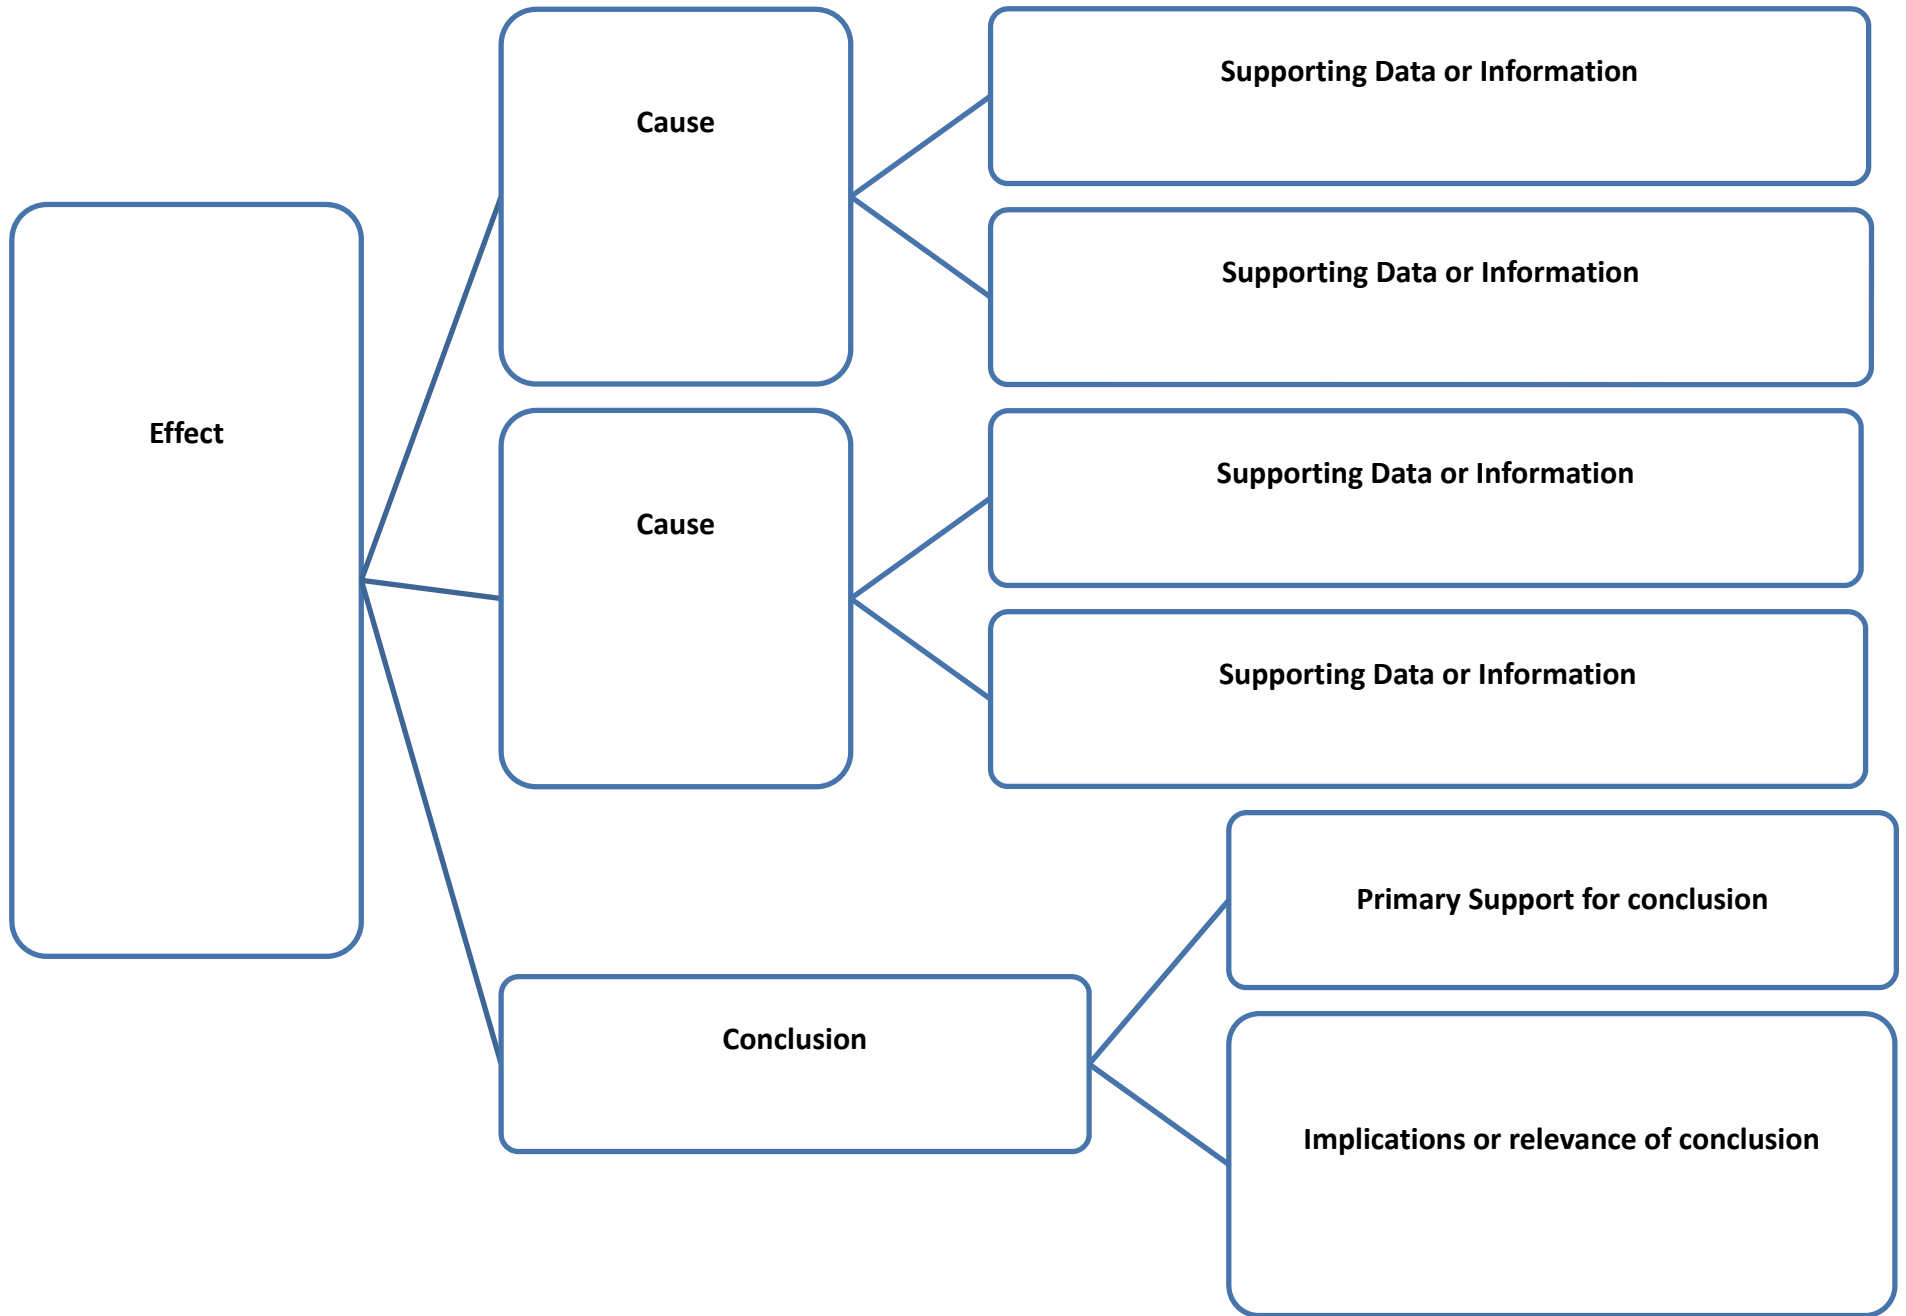 Effect
Cause
Supporting Data or Information
Supporting Data or Information
Cause
Supporting Data or Information
Supporting Data or Information
Conclusion
Primary Support for conclusion
Implications or relevance of conclusion